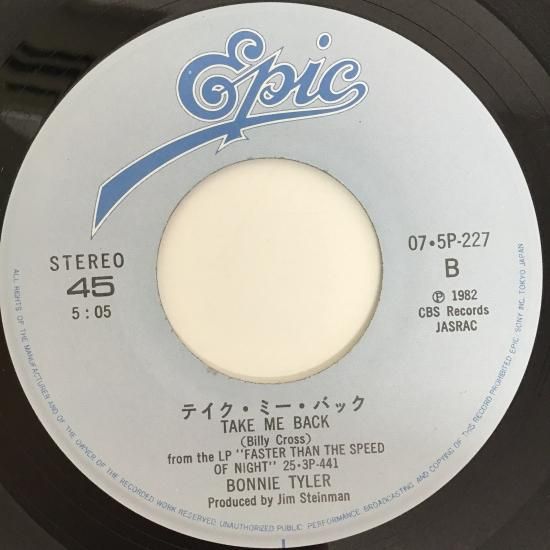 Epic
STEREO
45
5:05
07・5P-227
B
℗ 1982
CBS Records
JASRAC
テイク・ミー・バック
TAKE ME BACK
(Billy Cross)
from the LP "FASTER THAN THE SPEED
OF NIGHT" 25・3P-441
BONNIE TYLER
Produced by Jim Steinman
ALL RIGHTS OF THE MANUFACTURER AND OF THE OWNER OF THE RECORDED WORK RESERVED. UNAUTHORIZED PUBLIC PERFORMANCE, BROADCASTING AND COPYING OF THIS RECORD PROHIBITED EPIC/SONY INC. TOKYO JAPAN